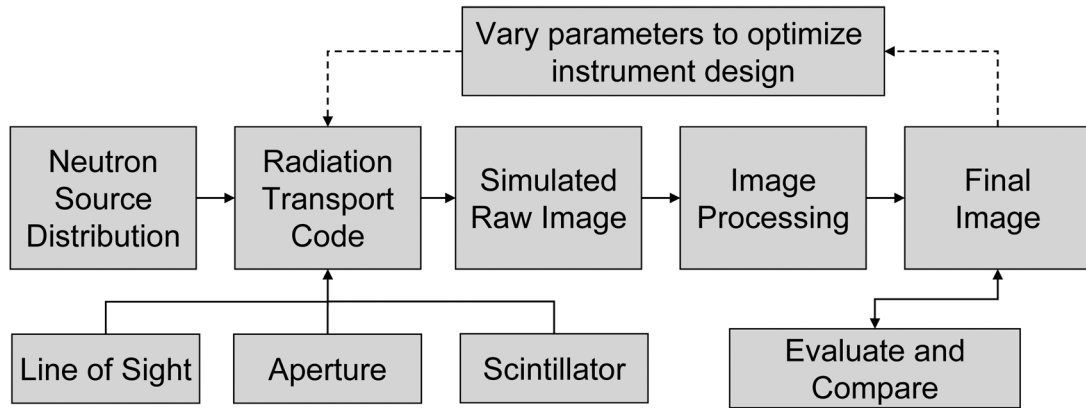 Vary parameters to optimize
instrument design
Neutron
Source
Distribution
Radiation
Transport
Code
Simulated
Raw Image
Image
Processing
Final
Image
Line of Sight
Aperture
Scintillator
Evaluate and
Compare